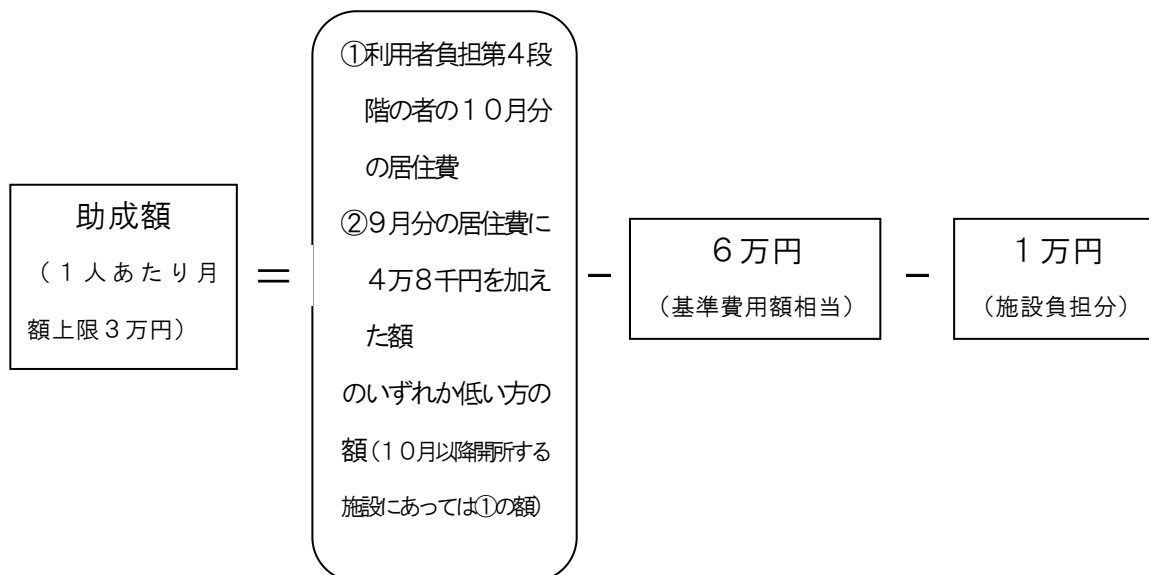 助成額
（１人あたり月
額上限３万円）
＝
①利用者負担第４段
階の者の１０月分
の居住費
②９月分の居住費に
４万８千円を加え
た額
のいずれか低い方の
額（１０月以降開所する
施設にあっては①の額）
－
６万円
（基準費用額相当）
－
１万円
（施設負担分）